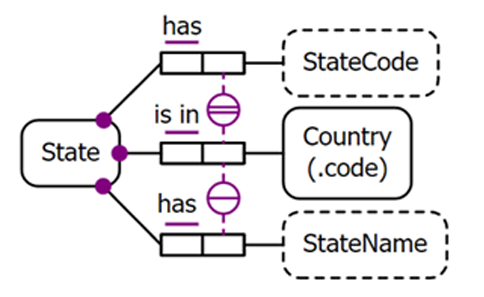 has
StateCode
is in
Country
(.code)
State
has
StateName